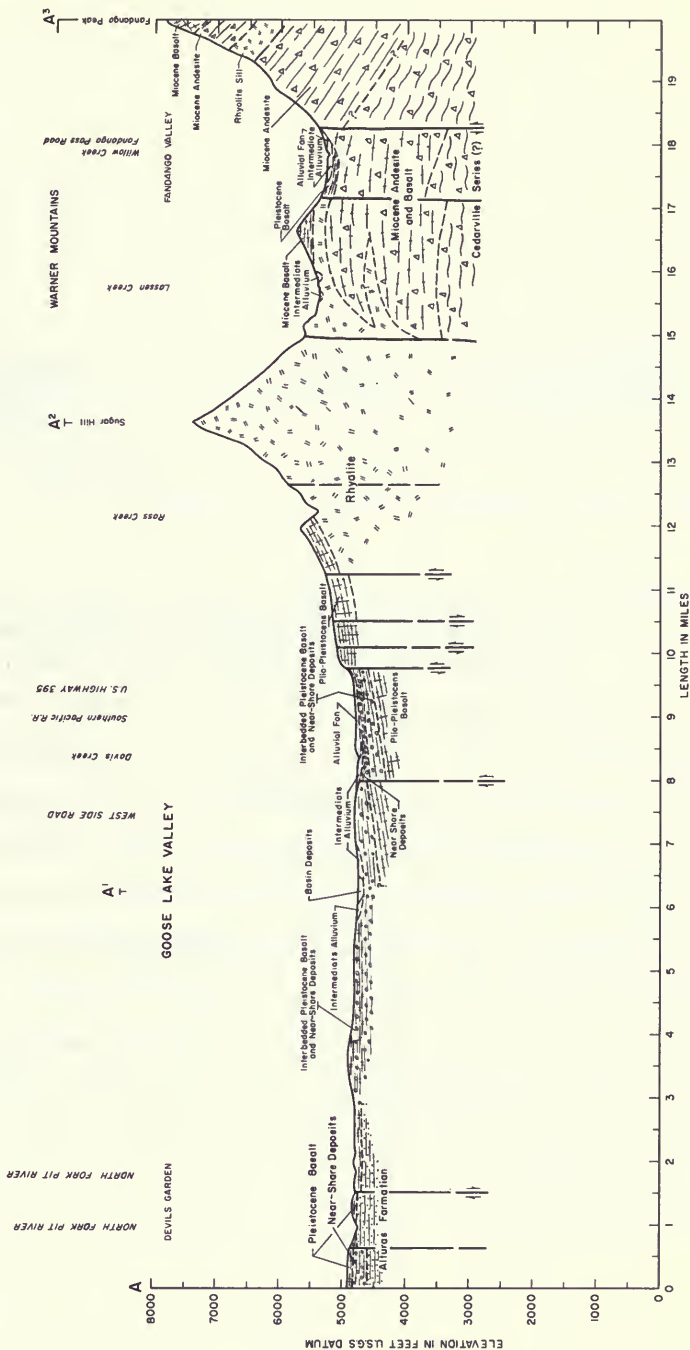 A
A¹
T
A²
T
A³
NORTH FORK PIT RIVER
NORTH FORK PIT RIVER
WEST SIDE ROAD
Davis Creek
Southern Pacific R.R.
U.S. HIGHWAY 395
Ross Creek
Sugar Hill
Lassen Creek
Willow Creek
Fandango Pass Road
Fandango Peak
DEVILS GARDEN
GOOSE LAKE VALLEY
WARNER MOUNTAINS
FANDANGO VALLEY
ELEVATION IN FEET U.S.G.S. DATUM
8000
7000
6000
5000
4000
3000
2000
1000
0
Pleistocene Basalt
Near-Shore Deposits
Alturas Formation
Interbedded Pleistocene Basalt
and Near-Shore Deposits
Intermediate Alluvium
Basin Deposits
Intermediate
Alluvium
Near Shore
Deposits
Alluvial Fan
Interbedded Pleistocene Basalt
and Near-Shore Deposits
Plio-Pleistocene Basalt
Plio-Pleistocene
Basalt
Rhyolite
Miocene Basalt
Intermediate
Alluvium
Pleistocene
Basalt
Alluvial Fan
Intermediate
Alluvium
Miocene Andesite
Rhyolite Sill
Miocene Andesite
Miocene Basalt
Miocene Andesite
and Basalt
Cedarville Series (?)
?
?
?
0
1
2
3
4
5
6
7
8
9
10
11
12
13
14
15
16
17
18
19
LENGTH IN MILES